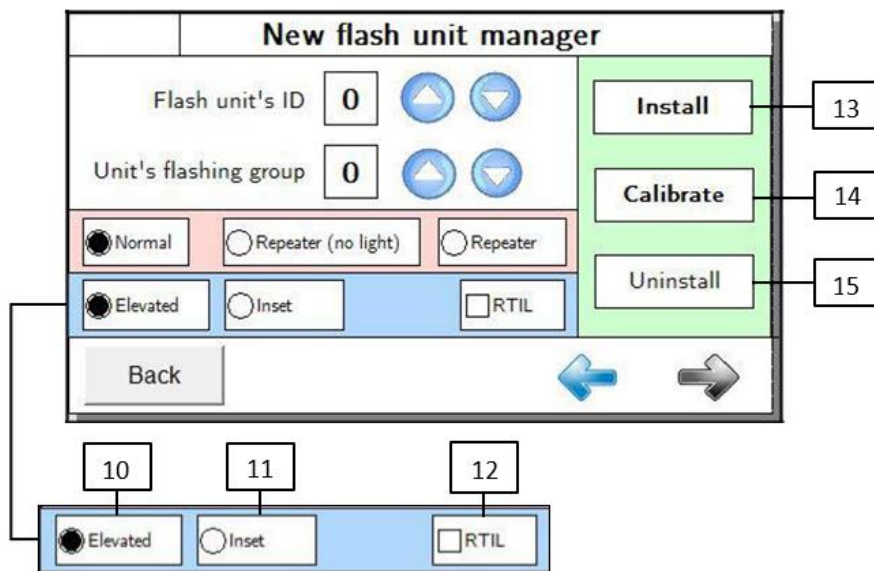 New flash unit manager
Flash unit's ID 0
Install 13
Unit's flashing group 0
Calibrate 14
Normal Repeater (no light) Repeater
Uninstall 15
Elevated Inset RTIL
Back
10 11 12
Elevated Inset RTIL